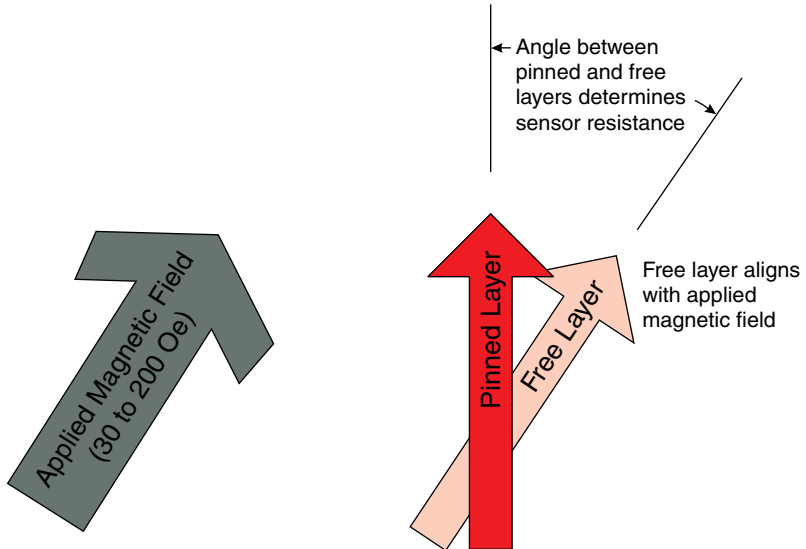 Angle between
pinned and free
layers determines
sensor resistance
Applied Magnetic Field
(30 to 200 Oe)
Pinned Layer
Free Layer
Free layer aligns
with applied
magnetic field